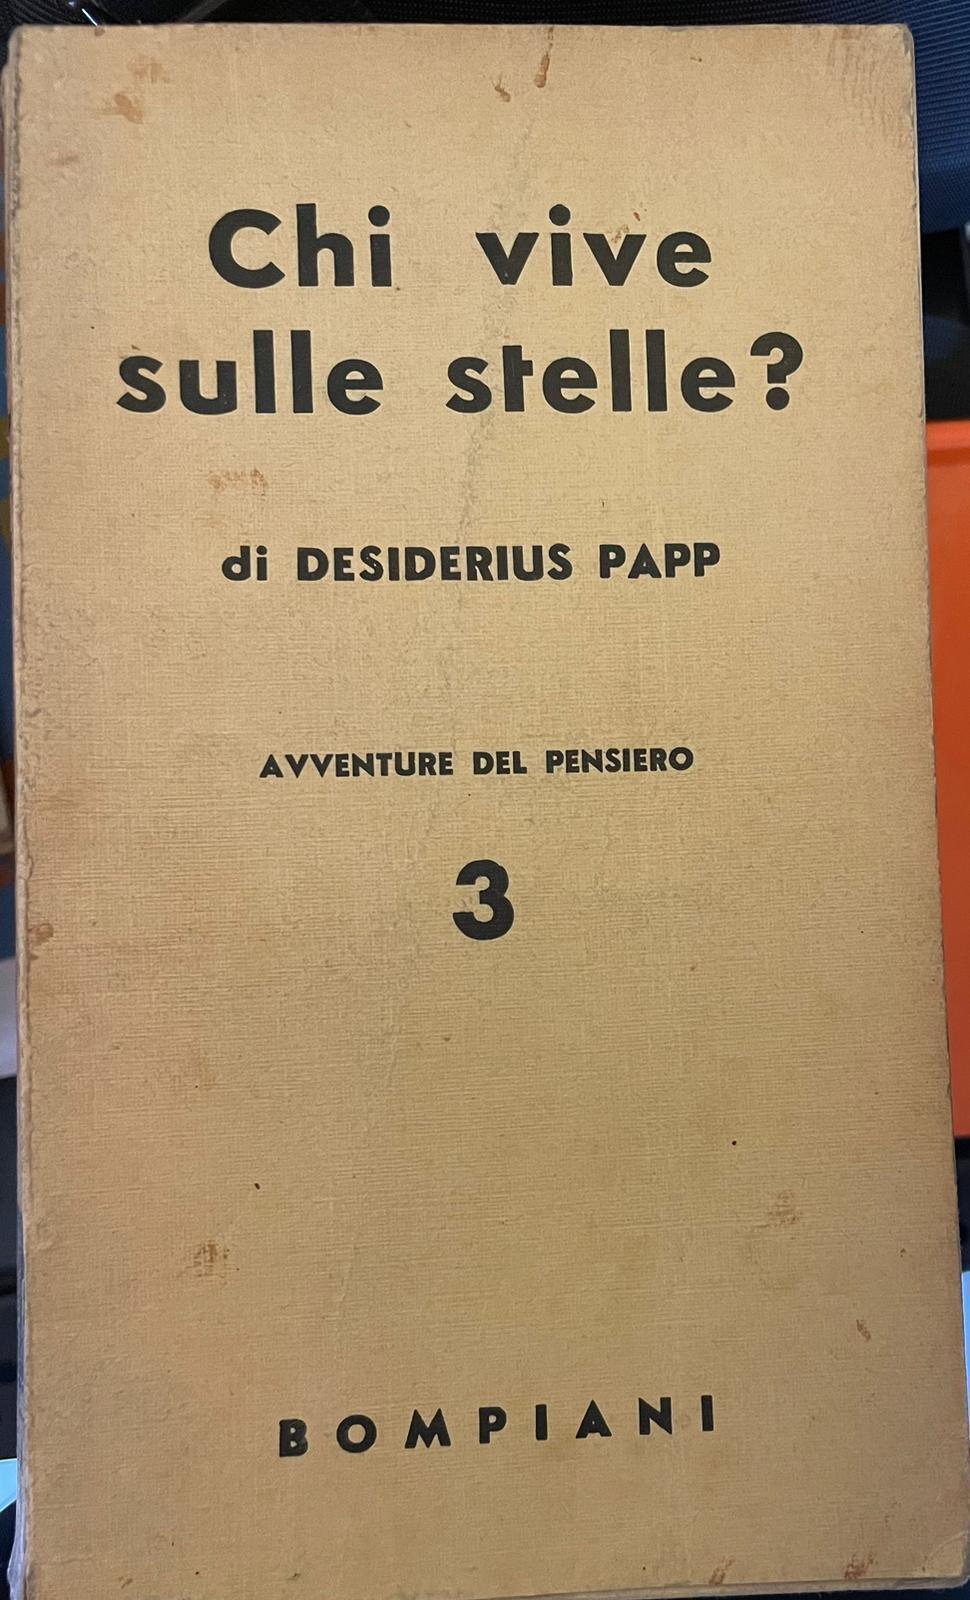 Chi vive
sulle stelle?
di DESIDERIUS PAPP
AVVENTURE DEL PENSIERO
3
BOMPIANI